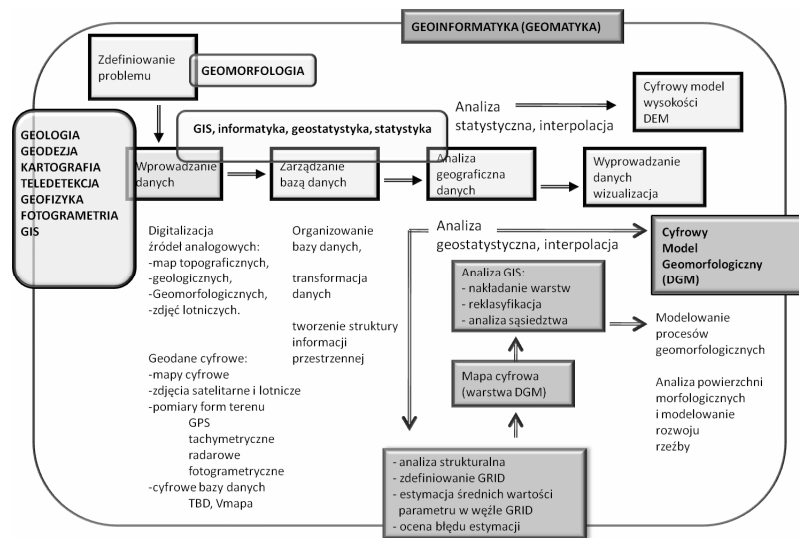 GEOINFORMATYKA (GEOMATYKA)
Zdefiniowanie
problemu
GEOMORFOLOGIA
GIS, informatyka, geostatystyka, statystyka
Analiza
statystyczna, interpolacja
Cyfrowy model
wysokości
DEM
GEOLOGIA
GEODEZJA
KARTOGRAFIA
TELEDETEKCJA
GEOFIZYKA
FOTOGRAMETRIA
GIS
Wprowadzanie
danych
Zarządzanie
bazą danych
Analiza
geograficzna
danych
Wyprowadzanie
danych
wizualizacja
Digitalizacja
źródeł analogowych:
-map topograficznych,
-geologicznych,
-Geomorfologicznych,
-zdjęć lotniczych.
Geodane cyfrowe:
-mapy cyfrowe
-zdjęcia satelitarne i lotnicze
-pomiary form terenu
GPS
tachymetryczne
radarowe
fotogrametryczne
-cyfrowe bazy danych
TBD, Vmapa
Organizowanie
bazy danych,
transformacja
danych
tworzenie struktury
informacji
przestrzennej
Analiza
geostatystyczna, interpolacja
Cyfrowy
Model
Geomorfologiczny
(DGM)
Analiza GIS:
- nakładanie warstw
- reklasyfikacja
- analiza sąsiedztwa
Mapa cyfrowa
(warstwa DGM)
- analiza strukturalna
- zdefiniowanie GRID
- estymacja średnich wartości
parametru w węźle GRID
- ocena błędu estymacji
Modelowanie
procesów
geomorfologicznych
Analiza powierzchni
morfologicznych
i modelowanie
rozwoju
rzeźby